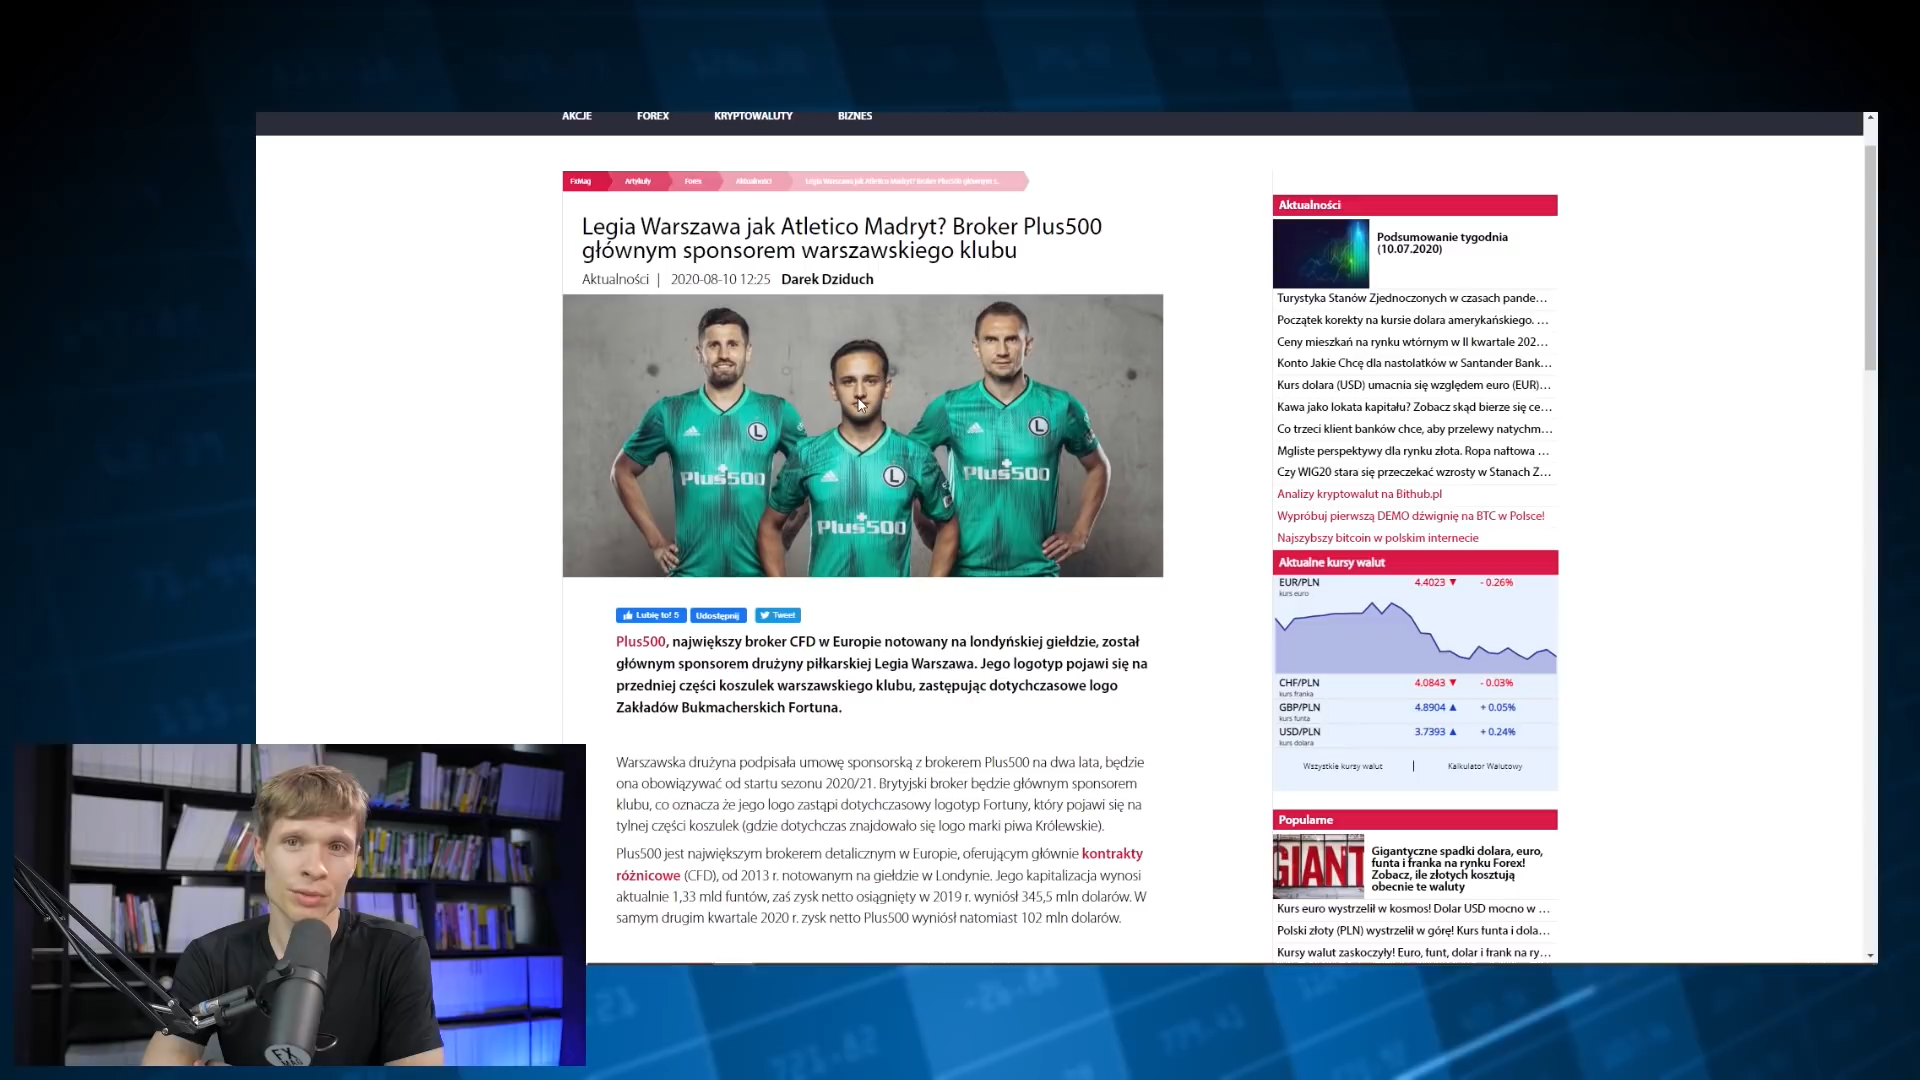 AKCJE FOREX KRYPTOWALUTY BIZNES
FxMag Artykuły Forex Aktualności Legia Warszawa jak Atletico Madryt? Broker Plus500 głównym s...
Legia Warszawa jak Atletico Madryt? Broker Plus500
głównym sponsorem warszawskiego klubu
Aktualności | 2020-08-10 12:25 Darek Dziduch
L
L
L
Plus500
Plus500
Plus500
Lubię to! 5 Udostępnij Tweet
Plus500, największy broker CFD w Europie notowany na londyńskiej giełdzie, został
głównym sponsorem drużyny piłkarskiej Legia Warszawa. Jego logotyp pojawi się na
przedniej części koszulek warszawskiego klubu, zastępując dotychczasowe logo
Zakładów Bukmacherskich Fortuna.
Warszawska drużyna podpisała umowę sponsorską z brokerem Plus500 na dwa lata, będzie
ona obowiązywać od startu sezonu 2020/21. Brytyjski broker będzie głównym sponsorem
klubu, co oznacza że jego logo zastąpi dotychczasowy logotyp Fortuny, który pojawi się na
tylnej części koszulek (gdzie dotychczas znajdowało się logo marki piwa Królewskie).
Plus500 jest największym brokerem detalicznym w Europie, oferującym głównie kontrakty
różnicowe (CFD), od 2013 r. notowanym na giełdzie w Londynie. Jego kapitalizacja wynosi
aktualnie 1,33 mld funtów, zaś zysk netto osiągnięty w 2019 r. wyniósł 345,5 mln dolarów. W
samym drugim kwartale 2020 r. zysk netto Plus500 wyniósł natomiast 102 mln dolarów.
Aktualności
Podsumowanie tygodnia
(10.07.2020)
Turystyka Stanów Zjednoczonych w czasach pande...
Początek korekty na kursie dolara amerykańskiego. ...
Ceny mieszkań na rynku wtórnym w II kwartale 202...
Konto Jakie Chcę dla nastolatków w Santander Bank...
Kurs dolara (USD) umacnia się względem euro (EUR)...
Kawa jako lokata kapitału? Zobacz skąd bierze się ce...
Co trzeci klient banków chce, aby przelewy natychm...
Mgliste perspektywy dla rynku złota. Ropa naftowa ...
Czy WIG20 stara się przeczekać wzrosty w Stanach Z...
Analizy kryptowalut na Bithub.pl
Wypróbuj pierwszą DEMO dźwignię na BTC w Polsce!
Najszybszy bitcoin w polskim internecie
Aktualne kursy walut
EUR/PLN 4.4023 ▼ - 0.26%
kurs euro
CHF/PLN 4.0843 ▼ - 0.03%
kurs franka
GBP/PLN 4.8904 ▲ + 0.05%
kurs funta
USD/PLN 3.7393 ▲ + 0.24%
kurs dolara
Wszystkie kursy walut | Kalkulator Walutowy
Popularne
GIANT
Gigantyczne spadki dolara, euro,
funta i franka na rynku Forex!
Zobacz, ile złotych kosztują
obecnie te waluty
Kurs euro wystrzelił w kosmos! Dolar USD mocno w ...
Polski złoty (PLN) wystrzelił w górę! Kurs funta i dola...
Kursy walut zaskoczyły! Euro, funt, dolar i frank na ry...
FX
MAG